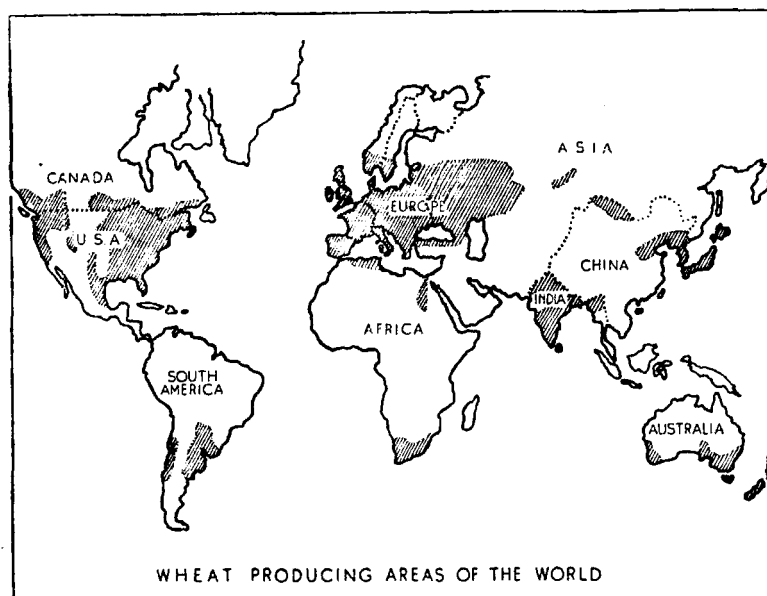 CANADA
U.S.A
EUROPE
ASIA
CHINA
INDIA
AFRICA
SOUTH
AMERICA
AUSTRALIA
WHEAT PRODUCING AREAS OF THE WORLD